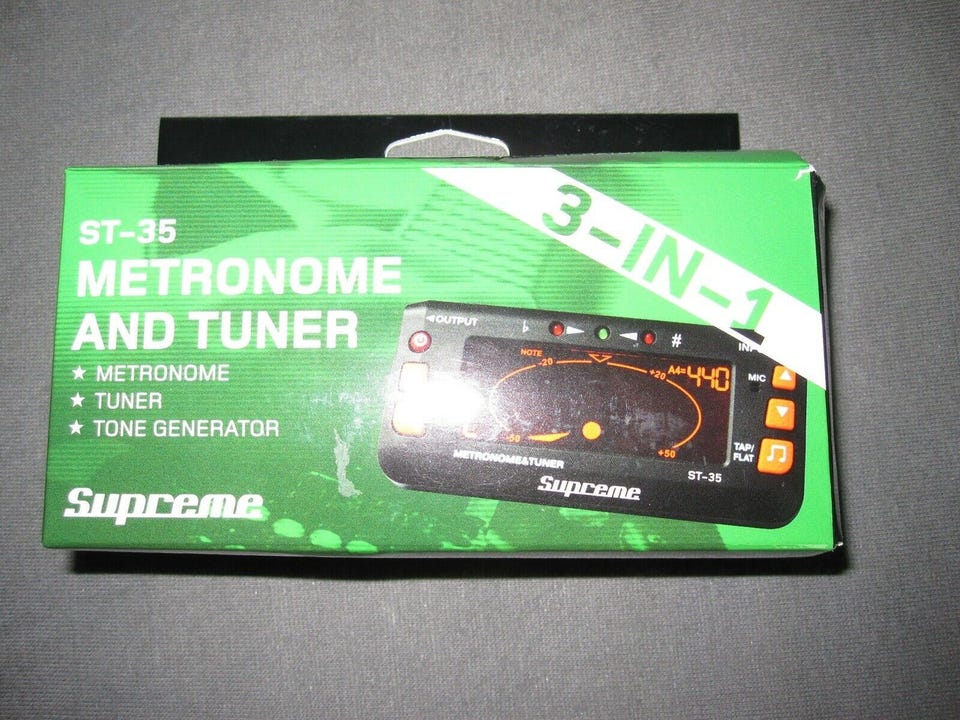 3-IN-1
ST-35
METRONOME
AND TUNER
★ METRONOME
★ TUNER
★ TONE GENERATOR
Supreme
◄OUTPUT
♭ ► ◄ #
NOTE
-20
+20
A4=440
-50
+50
MIC
TAP/
FLAT
METRONOME&TUNER
ST-35
Supreme